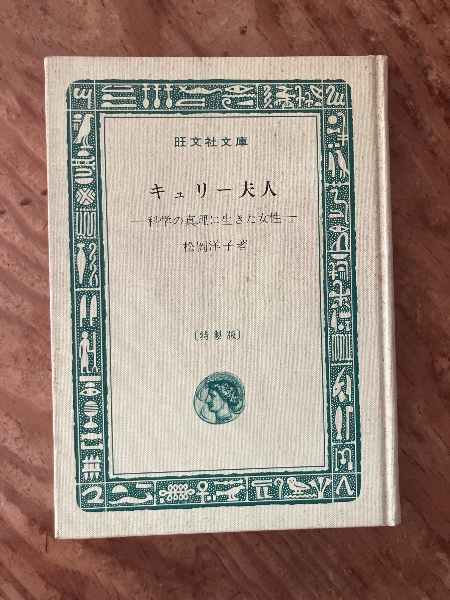 旺文社文庫
キュリー夫人
―科学の真理に生きた女性―
松岡洋子著
〔特製版〕